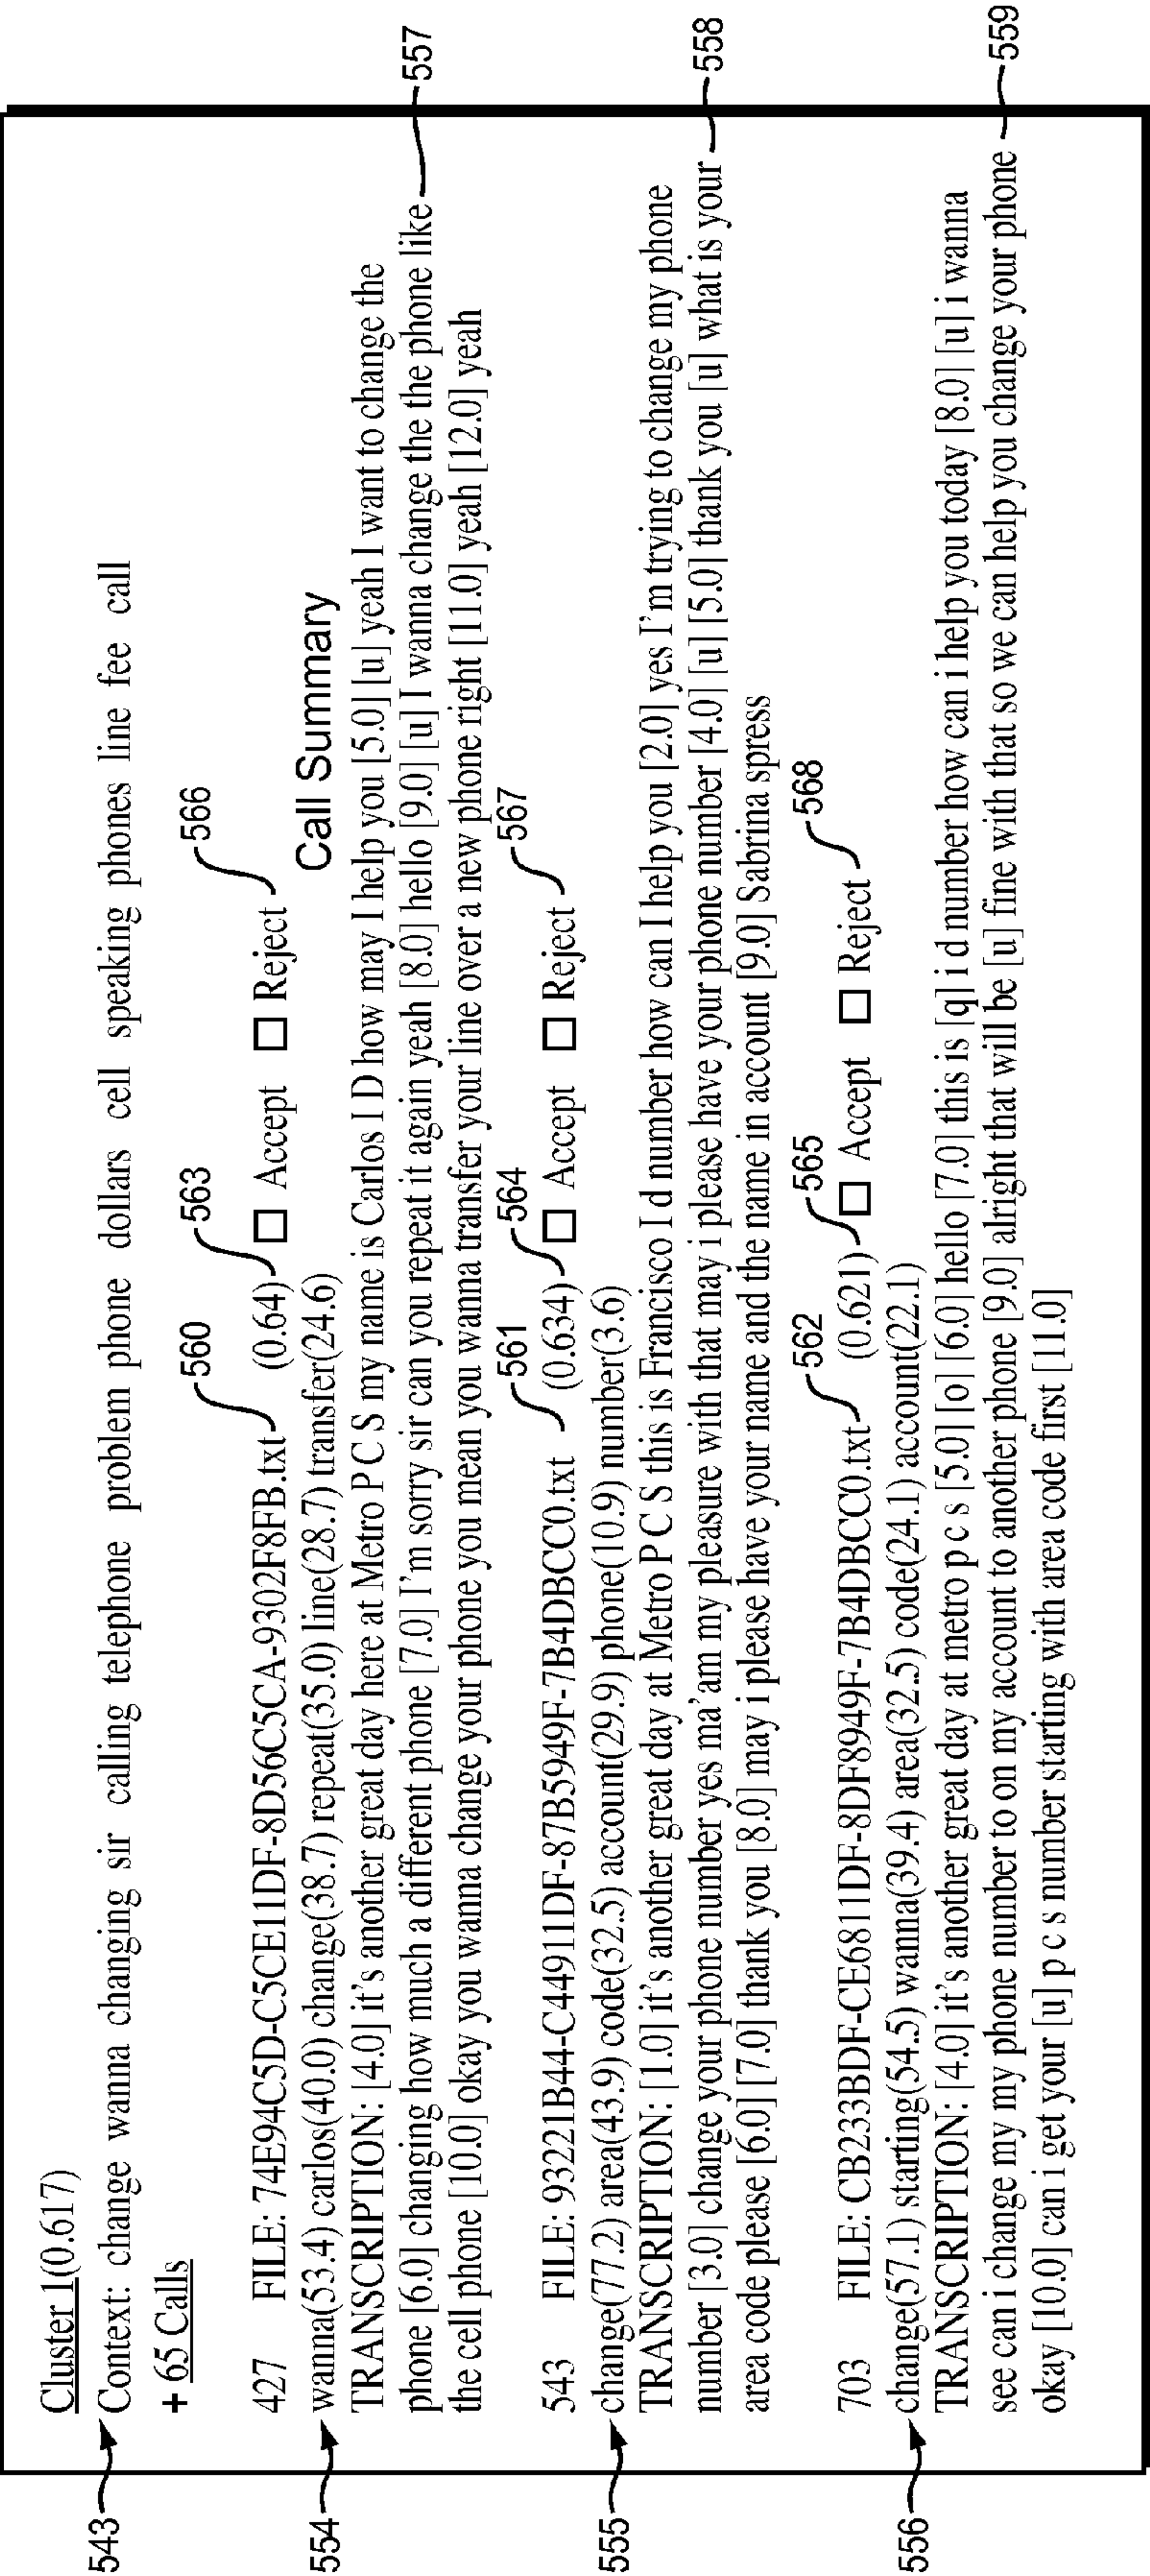 Cluster 1(0.617)
543
Context: change wanna changing sir calling telephone problem phone dollars cell speaking phones line fee call
+ 65 Calls
560
563
566
427 FILE: 74E94C5D-C5CE11DF-8D56C5CA-9302F8FB.txt (0.64) Accept Reject
Call Summary
554
wanna(53.4) carlos(40.0) change(38.7) repeat(35.0) line(28.7) transfer(24.6)
TRANSCRIPTION: [4.0] it's another great day here at Metro P C S my name is Carlos I D how may I help you [5.0] [u] yeah I want to change the
phone [6.0] changing how much a different phone [7.0] I'm sorry sir can you repeat it again yeah [8.0] hello [9.0] [u] I wanna change the the phone like
557
the cell phone [10.0] okay you wanna change your phone you mean you wanna transfer your line over a new phone right [11.0] yeah [12.0] yeah
561
564
567
543 FILE: 93221B44-C44911DF-87B5949F-7B4DBCC0.txt (0.634) Accept Reject
555
change(77.2) area(43.9) code(32.5) account(29.9) phone(10.9) number(3.6)
TRANSCRIPTION: [1.0] it's another great day at Metro P C S this is Francisco I d number how can I help you [2.0] yes I'm trying to change my phone
number [3.0] change your phone number yes ma'am my pleasure with that may i please have your phone number [4.0] [u] [5.0] thank you [u] what is your
558
area code please [6.0] [7.0] thank you [8.0] may i please have your name and the name in account [9.0] Sabrina spress
562
565
568
703 FILE: CB233BDF-CE6811DF-8DF8949F-7B4DBCC0.txt (0.621) Accept Reject
556
change(57.1) starting(54.5) wanna(39.4) area(32.5) code(24.1) account(22.1)
TRANSCRIPTION: [4.0] it's another great day at metro p c s [5.0] [o] [6.0] hello [7.0] this is [q] i d number how can i help you today [8.0] [u] i wanna
see can i change my my phone number to on my account to another phone [9.0] alright that will be [u] fine with that so we can help you change your phone
559
okay [10.0] can i get your [u] p c s number starting with area code first [11.0]